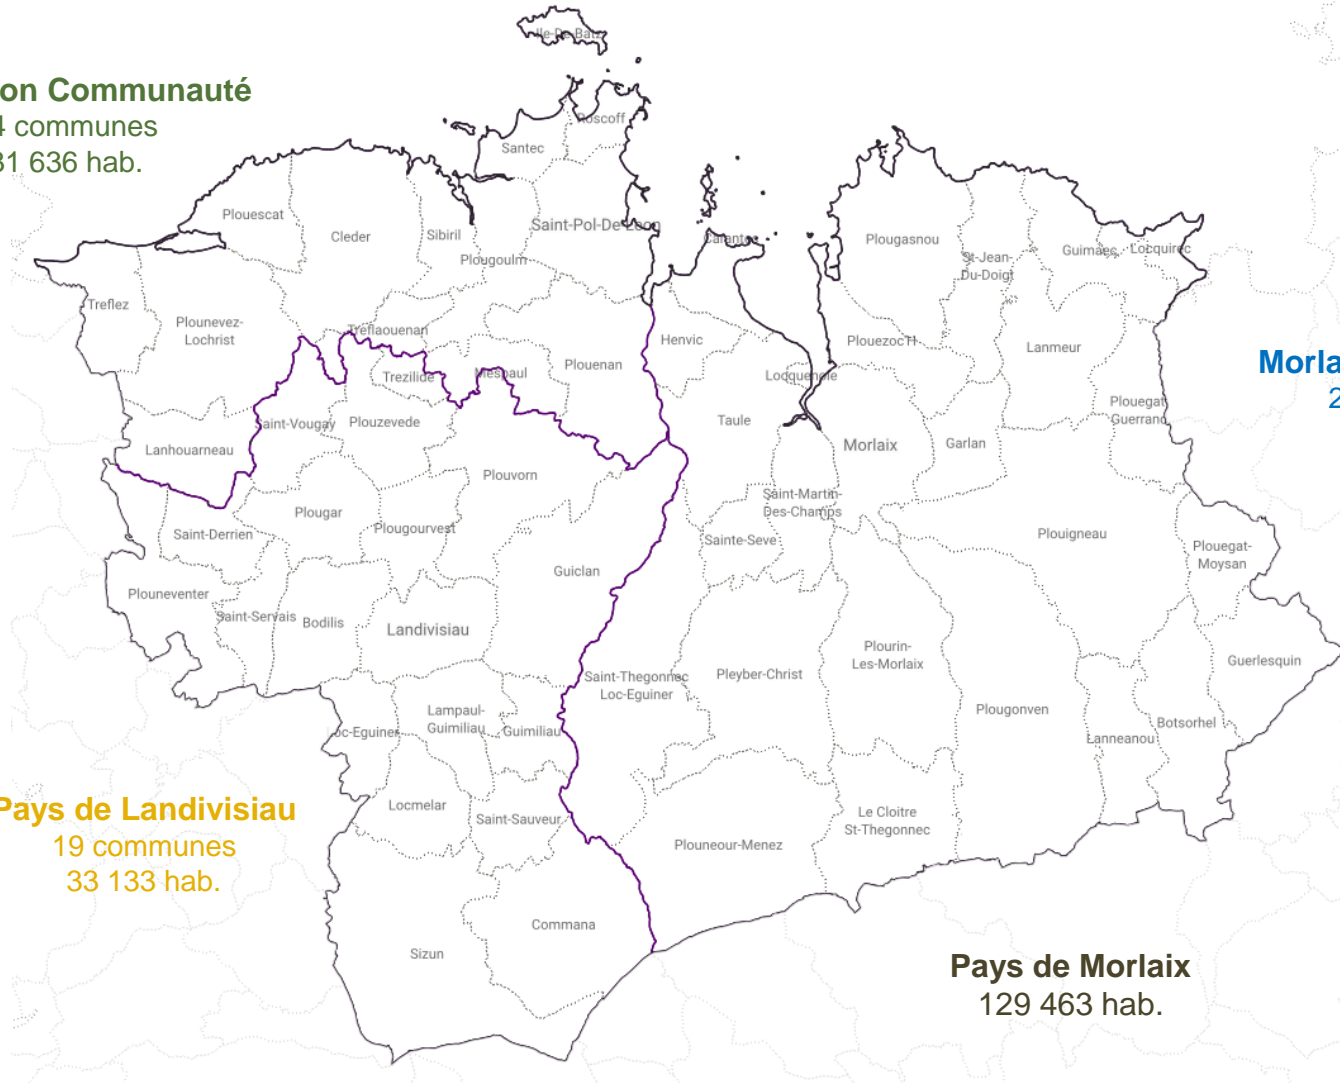 Ile-De-Batz
on Communauté
4 communes
31 636 hab.
Roscoff
Santec
Plouescat
Cleder
Sibiril
Saint-Pol-De-Leon
Plougoulm
Carantec
Plougasnou
St-Jean-
Du-Doigt
Guimaec
Locquirec
Treflez
Plounevez-
Lochrist
Treflaouenan
Henvic
Plouezoc'H
Lanmeur
Trezilide
Mespaul
Plouenan
Locquenole
Morla
2
Saint-Vougay
Plouzevede
Taule
Plouegat
Guerrand
Lanhouarneau
Morlaix
Garlan
Plouvorn
Saint-Martin-
Des-Champs
Plougar
Plougourvest
Saint-Derrien
Sainte-Seve
Plouigneau
Plouegat-
Moysan
Guiclan
Plouneventer
Saint-Servais
Bodilis
Landivisiau
Plourin-
Les-Morlaix
Guerlesquin
Saint-Thegonnec
Loc-Eguiner
Pleyber-Christ
Lampaul-
Guimiliau
Plougonven
Loc-Eguiner
Guimiliau
Botsorhel
Lanneanou
Locmelar
Saint-Sauveur
Le Cloitre
St-Thegonnec
Plouneour-Menez
Pays de Landivisiau
19 communes
33 133 hab.
Commana
Sizun
Pays de Morlaix
129 463 hab.